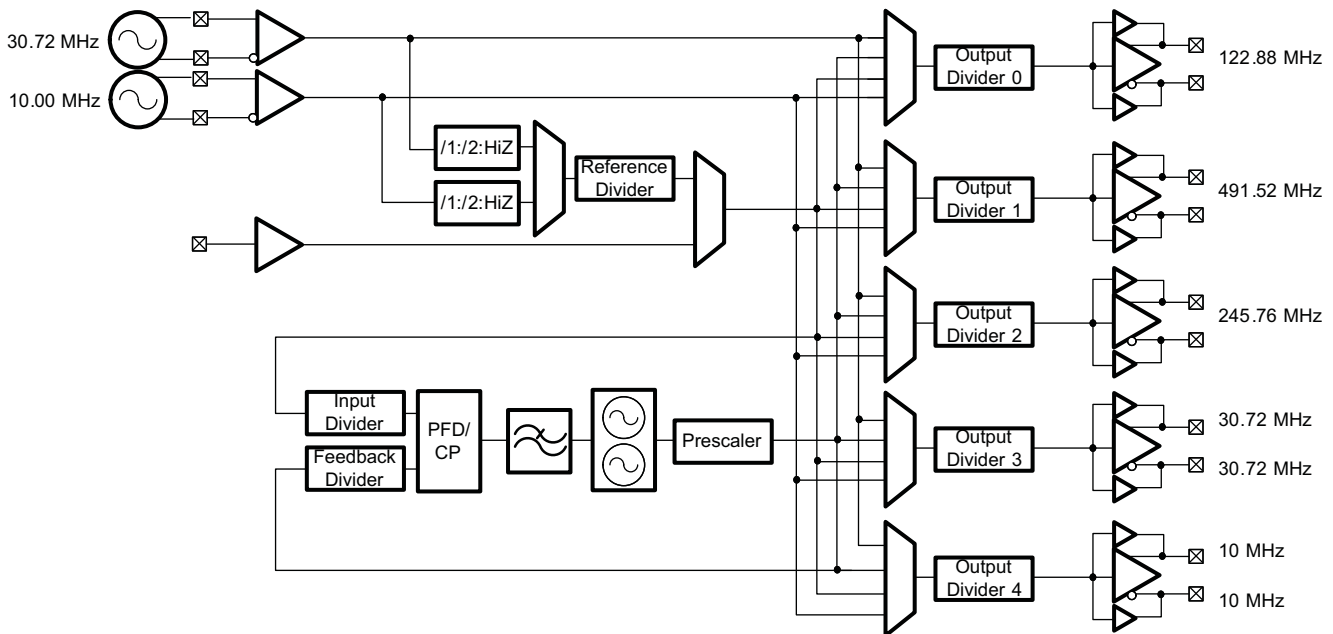 30.72 MHz
10.00 MHz
/1:/2:HiZ
/1:/2:HiZ
Reference
Divider
Output
Divider 0
122.88 MHz
Output
Divider 1
491.52 MHz
Output
Divider 2
245.76 MHz
Input
Divider
Feedback
Divider
PFD/
CP
Prescaler
Output
Divider 3
30.72 MHz
30.72 MHz
Output
Divider 4
10 MHz
10 MHz